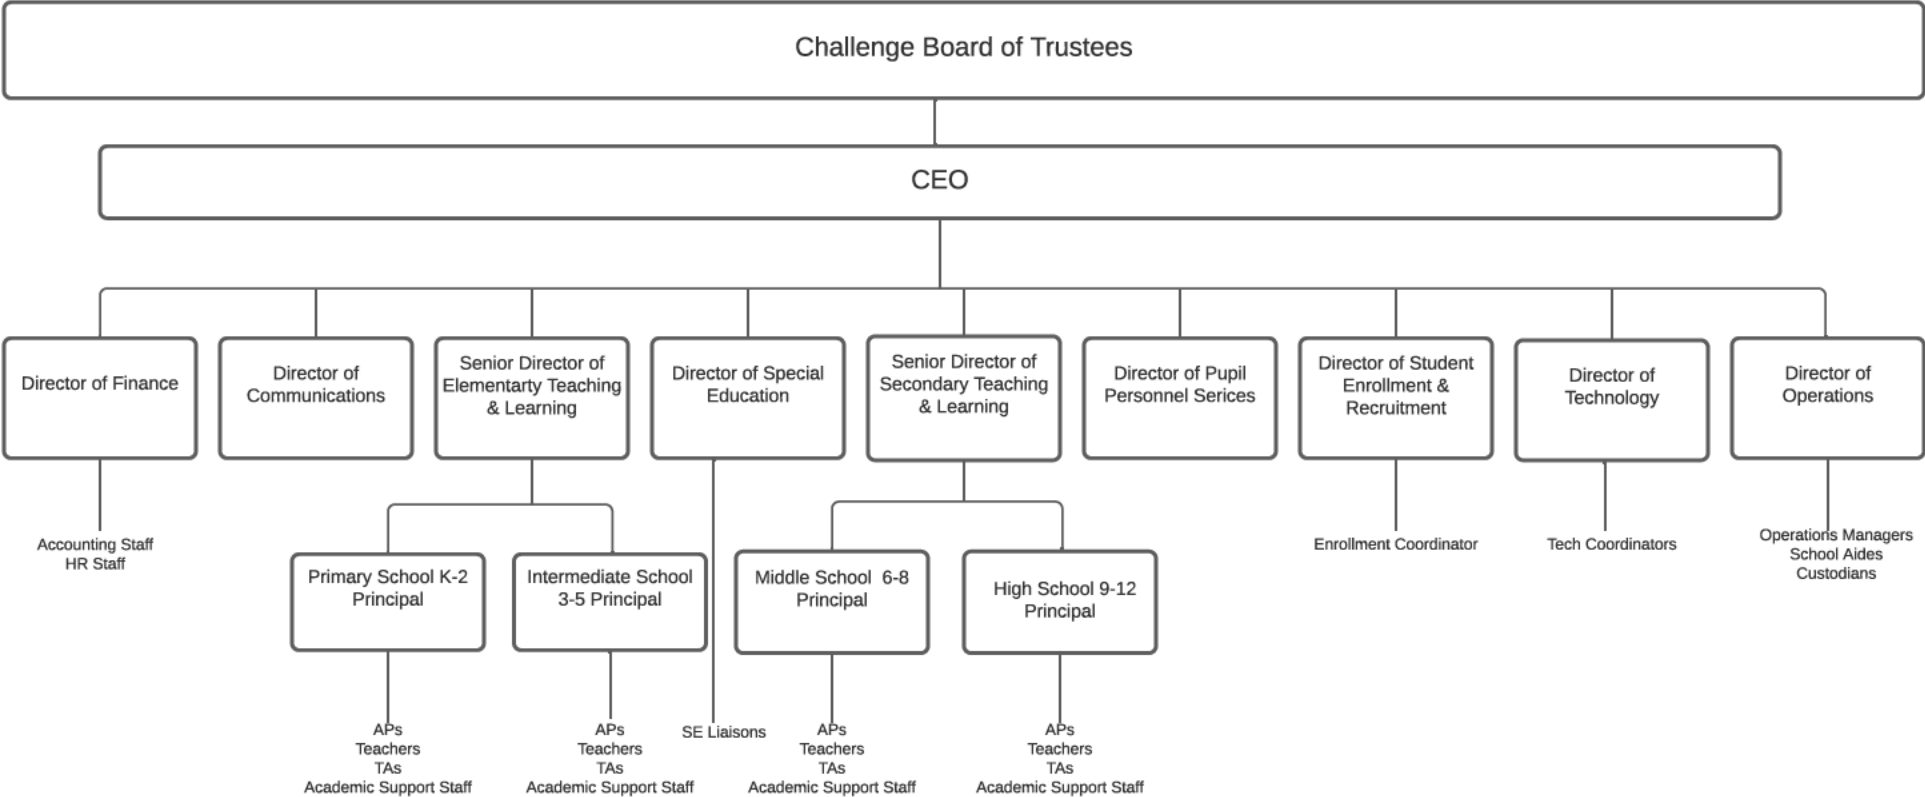 Challenge Board of Trustees
CEO
Director of Finance
Director of
Communications
Senior Director of
Elementarty Teaching
& Learning
Director of Special
Education
Senior Director of
Secondary Teaching
& Learning
Director of Pupil
Personnel Serices
Director of Student
Enrollment &
Recruitment
Director of
Technology
Director of
Operations
Accounting Staff
HR Staff
Enrollment Coordinator
Tech Coordinators
Operations Managers
School Aides
Custodians
Primary School K-2
Principal
Intermediate School
3-5 Principal
Middle School  6-8
Principal
High School 9-12
Principal
APs
Teachers
TAs
Academic Support Staff
APs
Teachers
TAs
Academic Support Staff
SE Liaisons
APs
Teachers
TAs
Academic Support Staff
APs
Teachers
TAs
Academic Support Staff